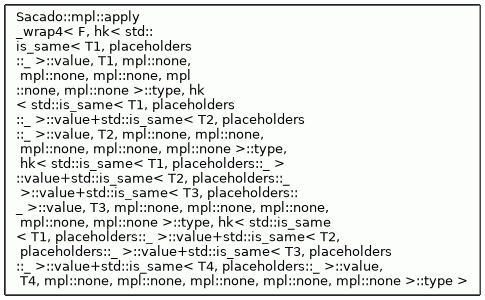 Sacado::mpl::apply
_wrap4< F, hk< std::
is_same< T1, placeholders
::_ >::value, T1, mpl::none,
mpl::none, mpl::none, mpl
::none, mpl::none >::type, hk
< std::is_same< T1, placeholders
::_ >::value+std::is_same< T2, placeholders
::_ >::value, T2, mpl::none, mpl::none,
mpl::none, mpl::none, mpl::none >::type,
hk< std::is_same< T1, placeholders::_ >
::value+std::is_same< T2, placeholders::_
>::value+std::is_same< T3, placeholders::
_ >::value, T3, mpl::none, mpl::none, mpl::none,
mpl::none, mpl::none >::type, hk< std::is_same
< T1, placeholders::_ >::value+std::is_same< T2,
placeholders::_ >::value+std::is_same< T3, placeholders
::_ >::value+std::is_same< T4, placeholders::_ >::value,
T4, mpl::none, mpl::none, mpl::none, mpl::none, mpl::none >::type >